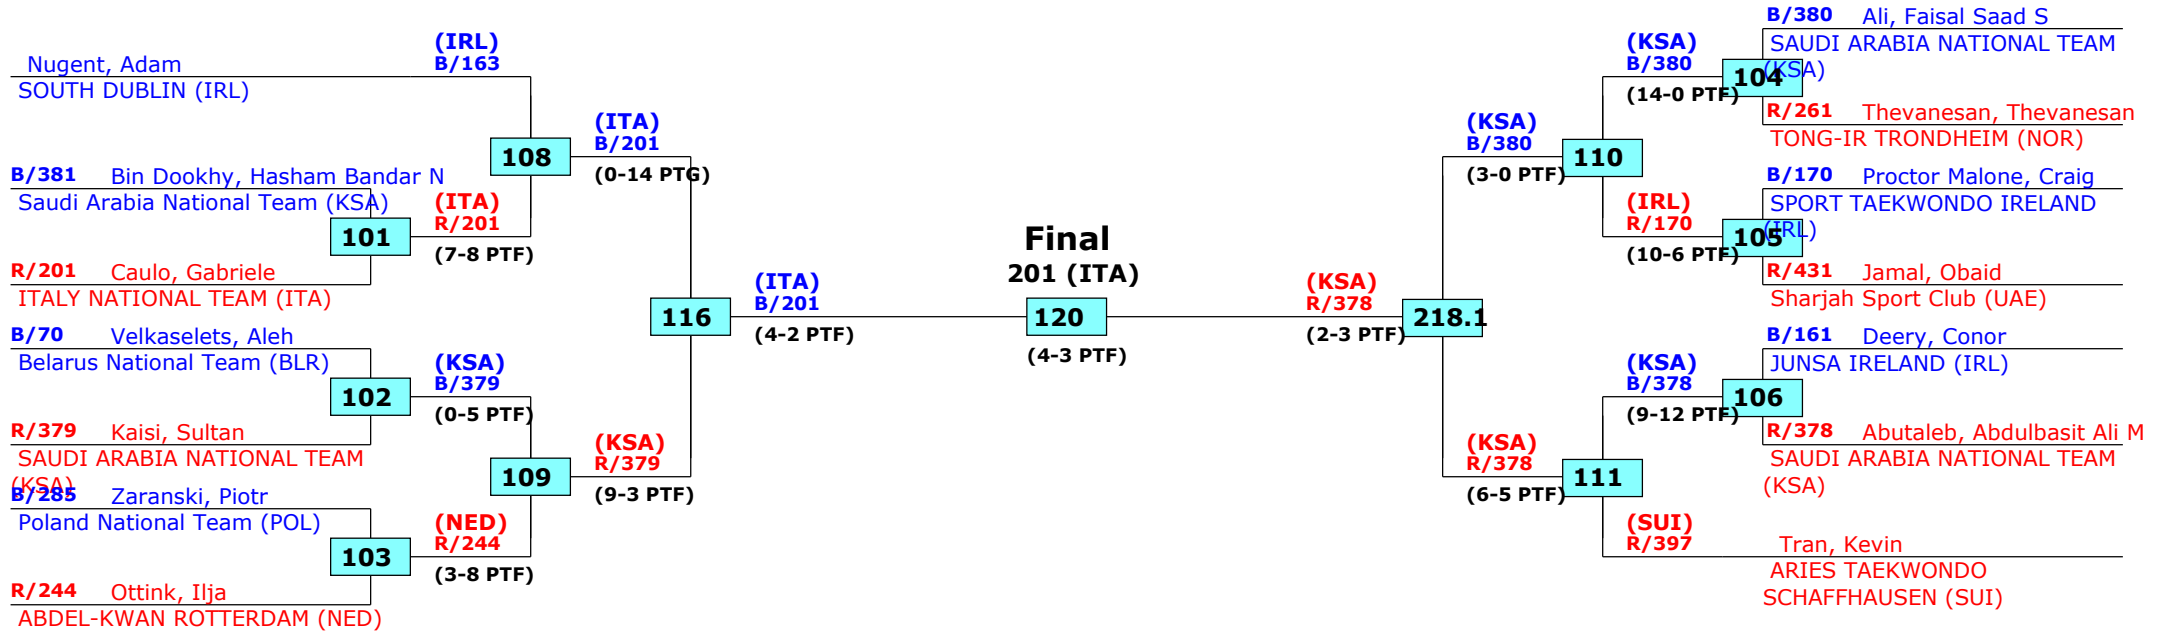 (IRL)
B/163
Nugent, Adam
SOUTH DUBLIN (IRL)
B/381 Bin Dookhy, Hasham Bandar N
Saudi Arabia National Team (KSA)
101
(ITA)
R/201
(7-8 PTF)
R/201 Caulo, Gabriele
ITALY NATIONAL TEAM (ITA)
108
(ITA)
B/201
(0-14 PTG)
B/70 Velkaselets, Aleh
Belarus National Team (BLR)
102
(KSA)
B/379
(0-5 PTF)
R/379 Kaisi, Sultan
SAUDI ARABIA NATIONAL TEAM
(KSA)
B/285 Zaranski, Piotr
Poland National Team (POL)
103
(NED)
R/244
(3-8 PTF)
R/244 Ottink, Ilja
ABDEL-KWAN ROTTERDAM (NED)
109
(KSA)
R/379
(9-3 PTF)
116
(ITA)
B/201
(4-2 PTF)
Final
201 (ITA)
120
(4-3 PTF)
(KSA)
R/378
(2-3 PTF)
218.1
(KSA)
B/380
(3-0 PTF)
110
(KSA)
B/380
(14-0 PTF)
104
B/380 Ali, Faisal Saad S
SAUDI ARABIA NATIONAL TEAM
(KSA)
R/261 Thevanesan, Thevanesan
TONG-IR TRONDHEIM (NOR)
(IRL)
R/170
(10-6 PTF)
105
B/170 Proctor Malone, Craig
SPORT TAEKWONDO IRELAND
(IRL)
R/431 Jamal, Obaid
Sharjah Sport Club (UAE)
(KSA)
R/378
(6-5 PTF)
111
(KSA)
B/378
(9-12 PTF)
106
B/161 Deery, Conor
JUNSA IRELAND (IRL)
R/378 Abutaleb, Abdulbasit Ali M
SAUDI ARABIA NATIONAL TEAM
(KSA)
(SUI)
R/397
Tran, Kevin
ARIES TAEKWONDO
SCHAFFHAUSEN (SUI)